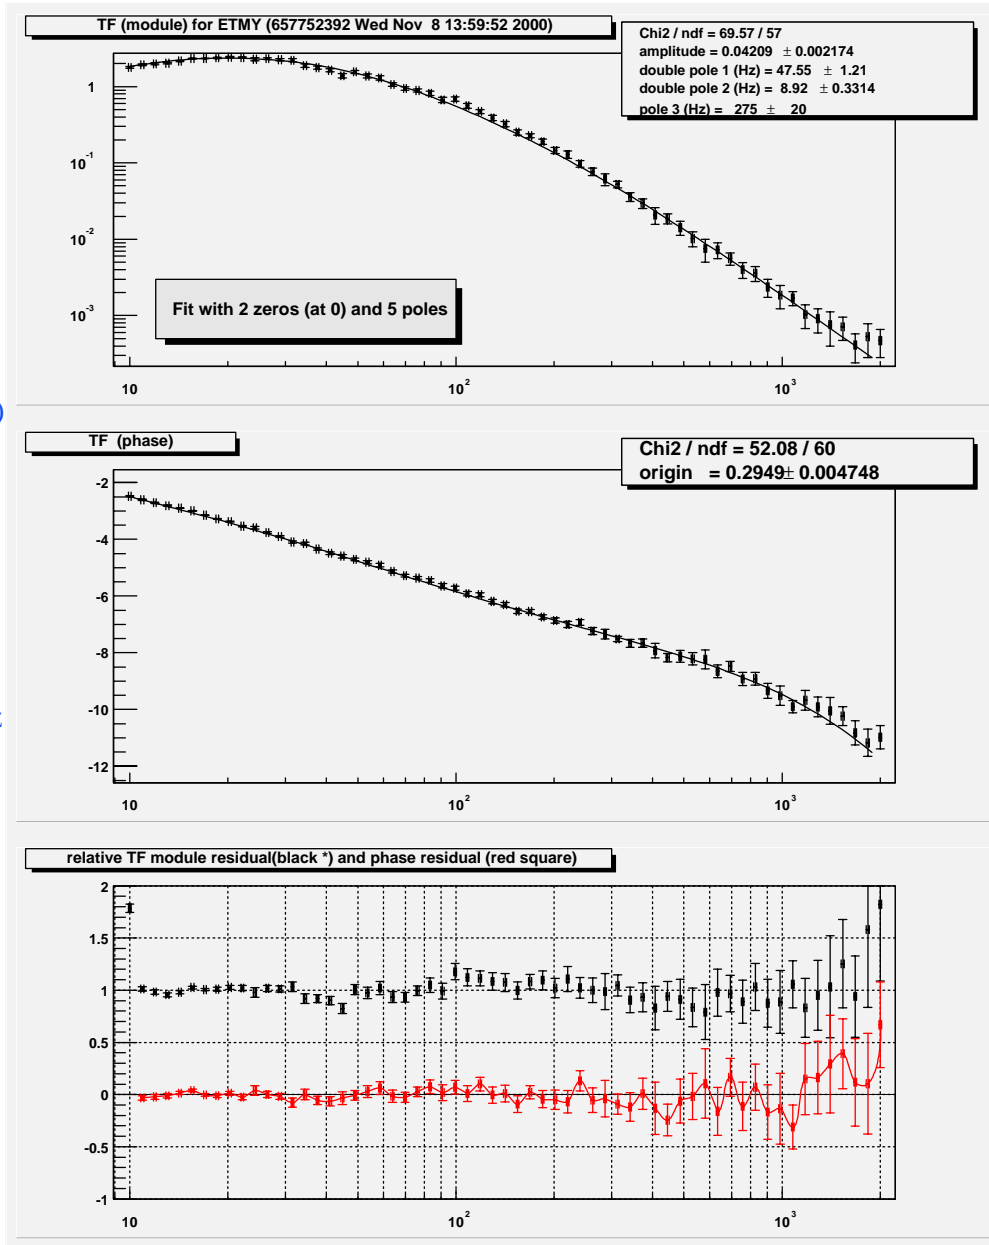 TF (module) for ETMY (657752392 Wed Nov 8 13:59:52 2000)
Chi2 / ndf = 69.57 / 57
amplitude = 0.04209 ± 0.002174
double pole 1 (Hz) = 47.55 ± 1.21
double pole 2 (Hz) = 8.92 ± 0.3314
pole 3 (Hz) = 275 ± 20
1
10^-1
10^-2
10^-3
Fit with 2 zeros (at 0) and 5 poles
10 10^2 10^3
)
TF (phase)
Chi2 / ndf = 52.08 / 60
origin = 0.2949± 0.004748
-2
-4
-6
-8
-10
-12
10 10^2 10^3
relative TF module residual(black *) and phase residual (red square)
2
1.5
1
0.5
0
-0.5
-1
10 10^2 10^3